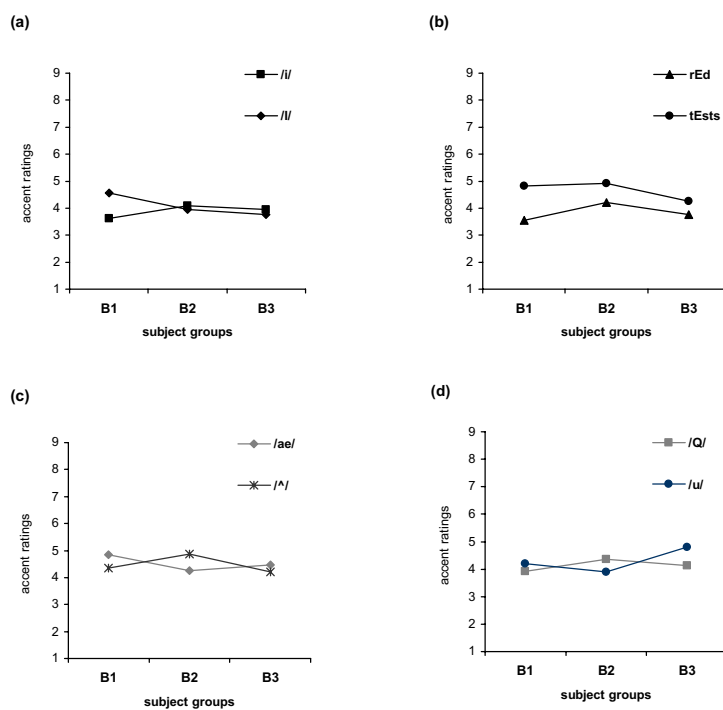 (a)
/i/
/I/
accent ratings
9
8
7
6
5
4
3
2
1
B1 B2 B3
subject groups
(b)
rEd
tEsts
accent ratings
9
8
7
6
5
4
3
2
1
B1 B2 B3
subject groups
(c)
/ae/
/^/
accent ratings
9
8
7
6
5
4
3
2
1
B1 B2 B3
subject groups
(d)
/Q/
/u/
accent ratings
9
8
7
6
5
4
3
2
1
B1 B2 B3
subject groups